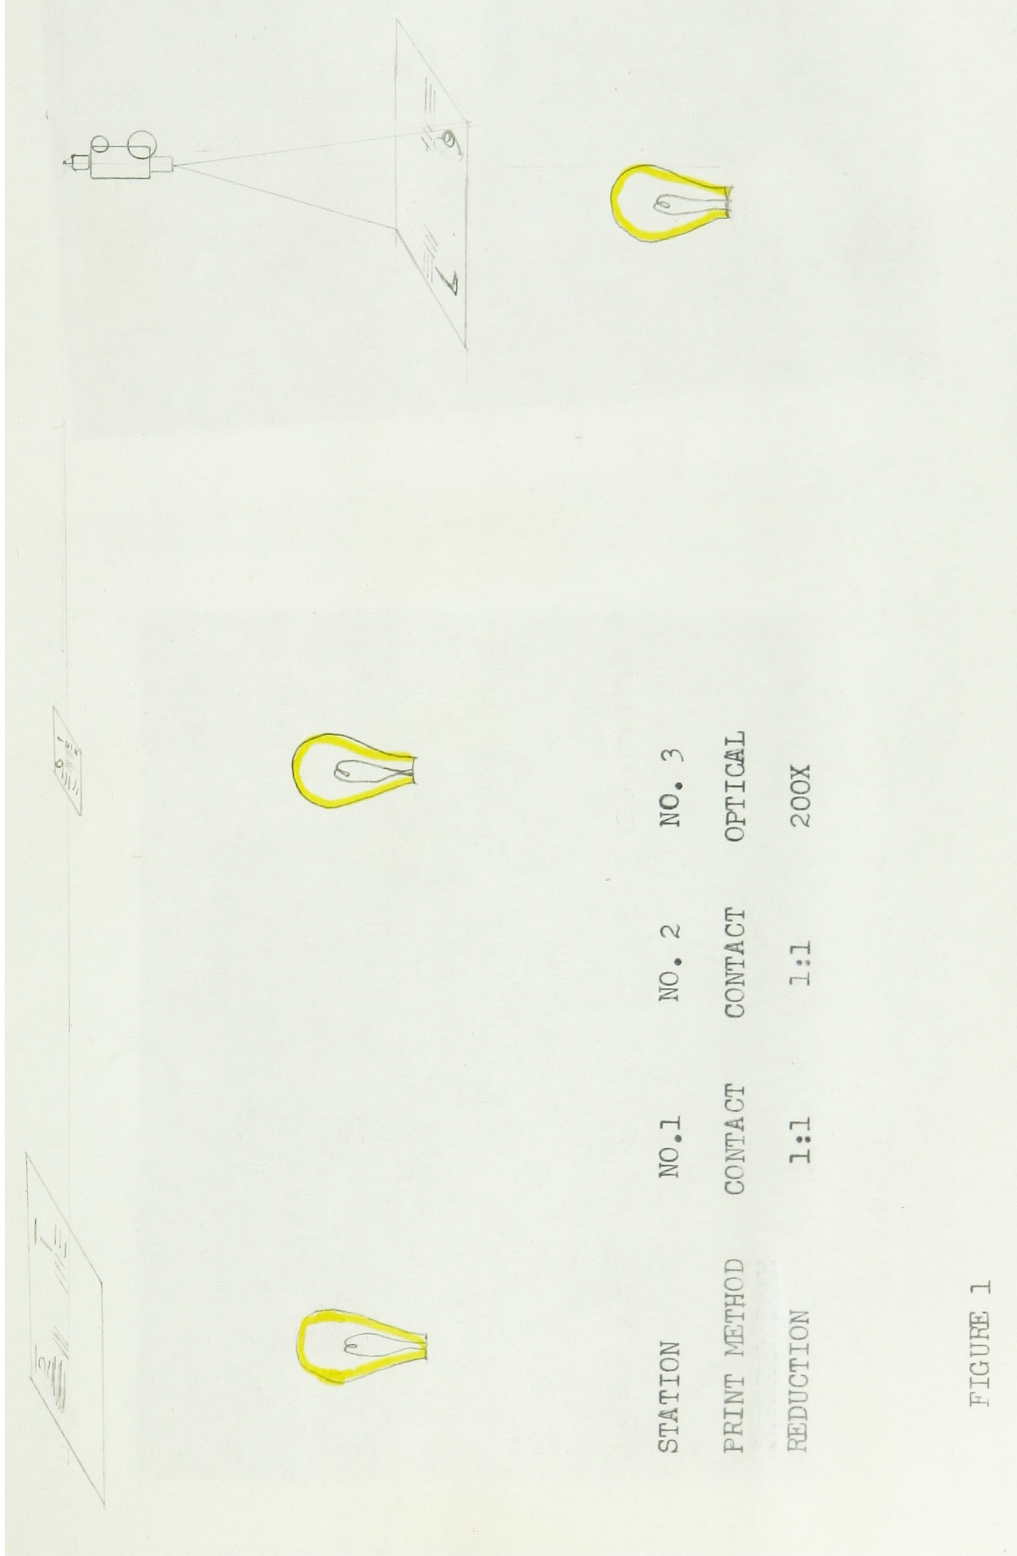 STATION NO.1 NO. 2 NO. 3
PRINT METHOD CONTACT CONTACT OPTICAL
REDUCTION 1:1 1:1 200X
FIGURE 1